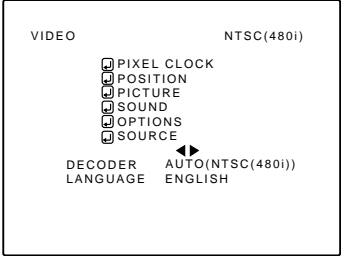 VIDEO NTSC(480i)
PIXEL CLOCK
POSITION
PICTURE
SOUND
OPTIONS
SOURCE
DECODER AUTO(NTSC(480i))
LANGUAGE ENGLISH